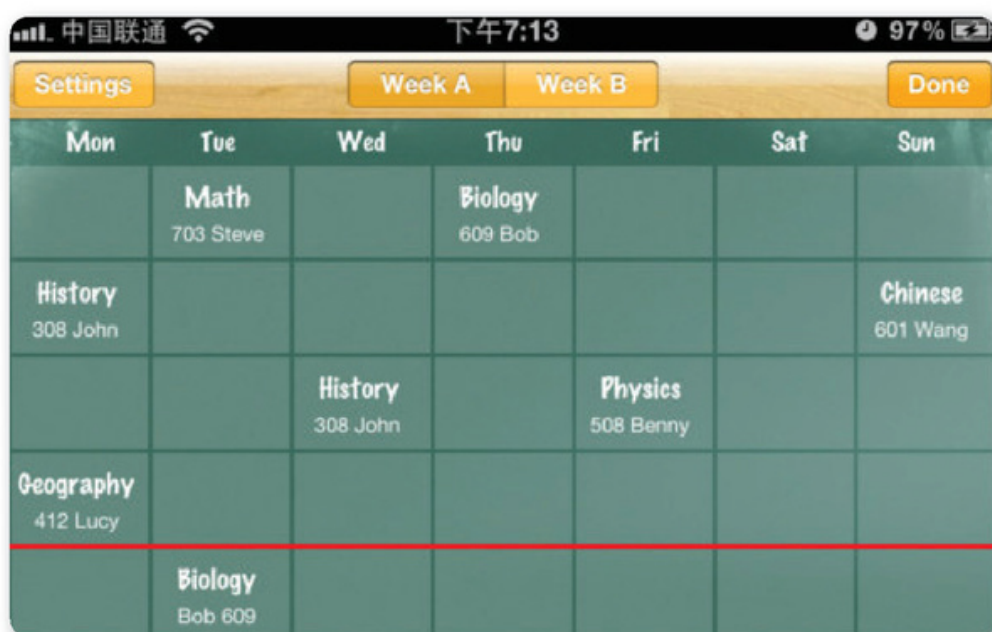 中国联通 下午7:13 97%
Settings Week A Week B Done
Mon Tue Wed Thu Fri Sat Sun
Math Biology
703 Steve 609 Bob
History Chinese
308 John 601 Wang
History Physics
308 John 508 Benny
Geography
412 Lucy
Biology
Bob 609